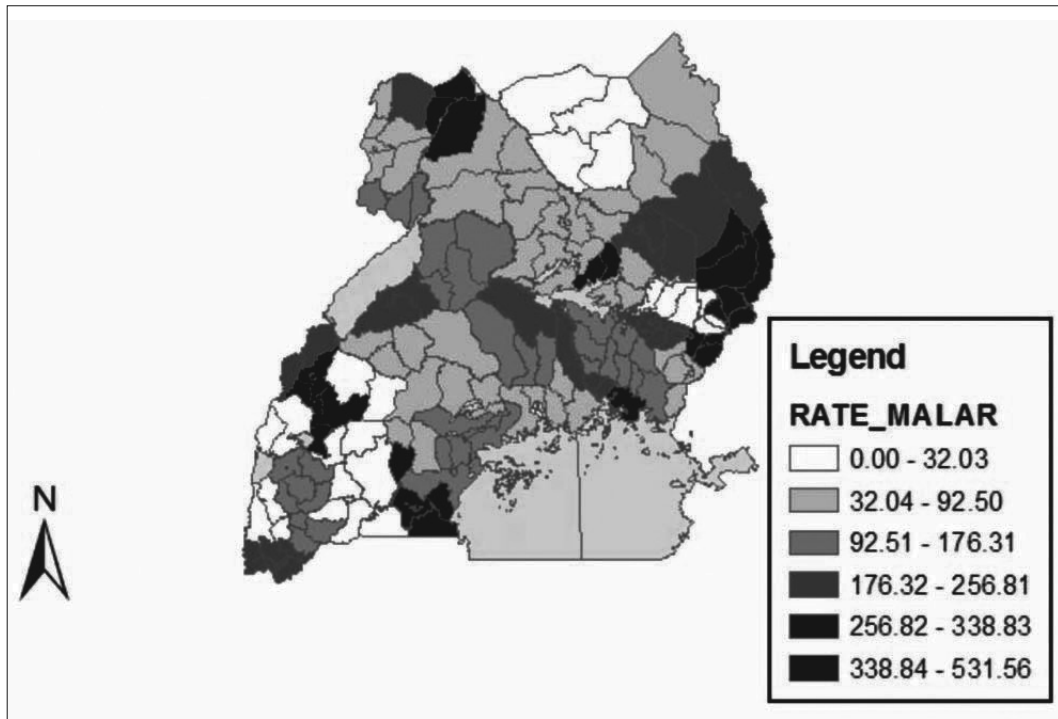 N
Legend
RATE_MALAR
0.00 - 32.03
32.04 - 92.50
92.51 - 176.31
176.32 - 256.81
256.82 - 338.83
338.84 - 531.56